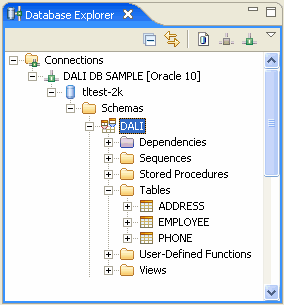 Database Explorer
Connections
DALI DB SAMPLE [Oracle 10]
tltest-2k
Schemas
DALI
Dependencies
Sequences
Stored Procedures
Tables
ADDRESS
EMPLOYEE
PHONE
User-Defined Functions
Views